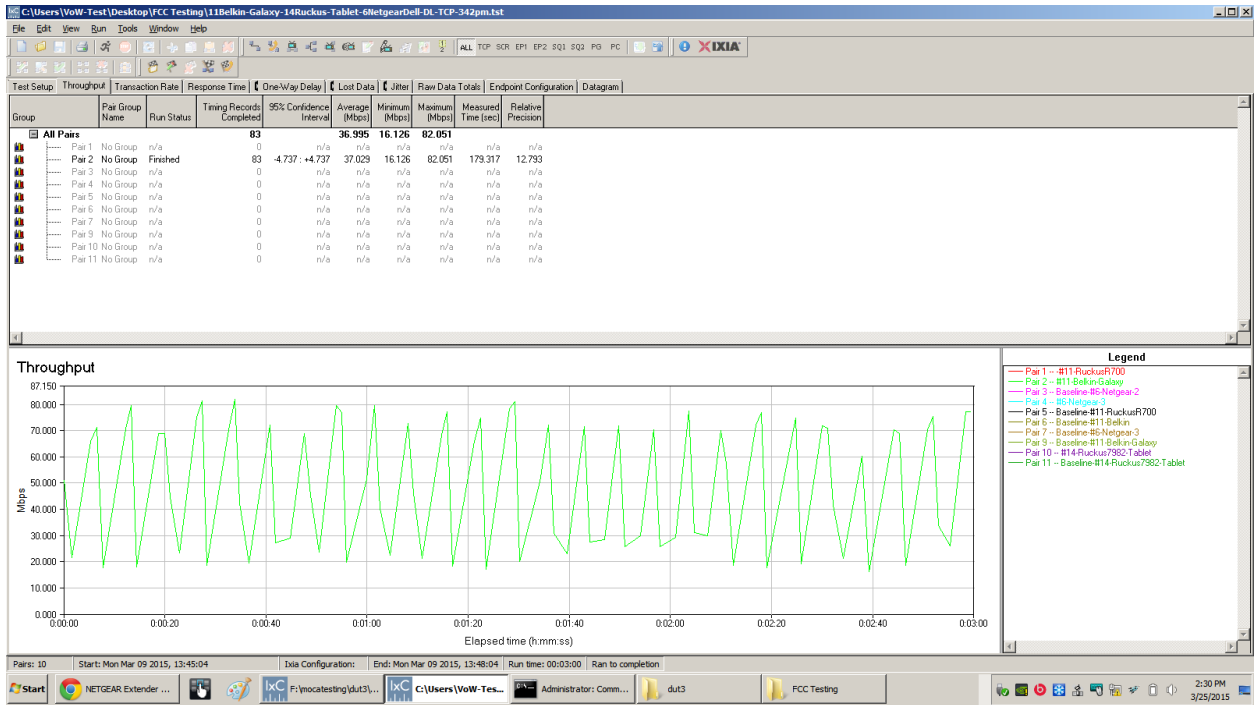 C:\Users\VoW-Test\Desktop\FCC Testing\11Belkin-Galaxy-14Ruckus-Tablet-6NetgearDell-DL-TCP-342pm.tst
File Edit View Run Tools Window Help
ALL TCP SCR EP1 EP2 SQ1 SQ2 PG PC XIXIA
Test Setup Throughput Transaction Rate Response Time One-Way Delay Lost Data Jitter Raw Data Totals Endpoint Configuration Datagram
Group Pair Group Name Run Status Timing Records Completed 95% Confidence Interval Average (Mbps) Minimum (Mbps) Maximum (Mbps) Measured Time (sec) Relative Precision
All Pairs 83 36.995 16.126 82.051
Pair 1 No Group n/a 0 n/a n/a n/a n/a n/a n/a
Pair 2 No Group Finished 83 -4.737 : +4.737 37.029 16.126 82.051 179.317 12.793
Pair 3 No Group n/a 0 n/a n/a n/a n/a n/a n/a
Pair 4 No Group n/a 0 n/a n/a n/a n/a n/a n/a
Pair 5 No Group n/a 0 n/a n/a n/a n/a n/a n/a
Pair 6 No Group n/a 0 n/a n/a n/a n/a n/a n/a
Pair 7 No Group n/a 0 n/a n/a n/a n/a n/a n/a
Pair 9 No Group n/a 0 n/a n/a n/a n/a n/a n/a
Pair 10 No Group n/a 0 n/a n/a n/a n/a n/a n/a
Pair 11 No Group n/a 0 n/a n/a n/a n/a n/a n/a
Throughput
87.150
80.000
70.000
60.000
50.000
40.000
30.000
20.000
10.000
0.000
Mbps
0:00:00 0:00:20 0:00:40 0:01:00 0:01:20 0:01:40 0:02:00 0:02:20 0:02:40 0:03:00
Elapsed time (h:mm:ss)
Legend
Pair 1 -- -#11-RuckusR700
Pair 2 -- #11-Belkin-Galaxy
Pair 3 -- Baseline-#6-Netgear-2
Pair 4 -- #6-Netgear-3
Pair 5 -- Baseline-#11-RuckusR700
Pair 6 -- Baseline-#11-Belkin
Pair 7 -- Baseline-#6-Netgear-3
Pair 9 -- Baseline-#11-Belkin-Galaxy
Pair 10 -- #14-Ruckus7982-Tablet
Pair 11 -- Baseline-#14-Ruckus7982-Tablet
Pairs: 10 Start: Mon Mar 09 2015, 13:45:04 Ixia Configuration: End: Mon Mar 09 2015, 13:48:04 Run time: 00:03:00 Ran to completion
Start NETGEAR Extender ... IxC F:\mocatesting\dut3\... IxC C:\Users\VoW-Tes... Administrator: Comm... dut3 FCC Testing
2:30 PM
3/25/2015